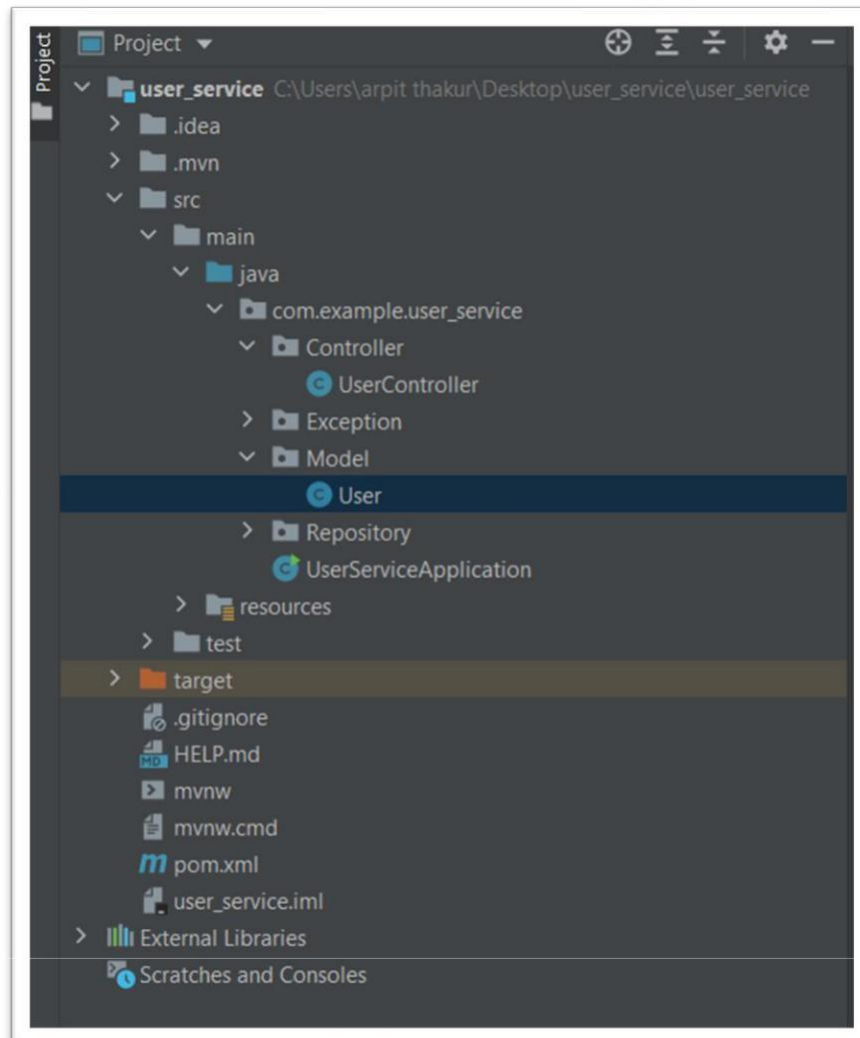 Project
Project
user_service C:\Users\arpit thakur\Desktop\user_service\user_service
.idea
.mvn
src
main
java
com.example.user_service
Controller
C UserController
Exception
Model
C User
Repository
C UserServiceApplication
resources
test
target
.gitignore
MD HELP.md
mvnw
mvnw.cmd
m pom.xml
user_service.iml
External Libraries
Scratches and Consoles